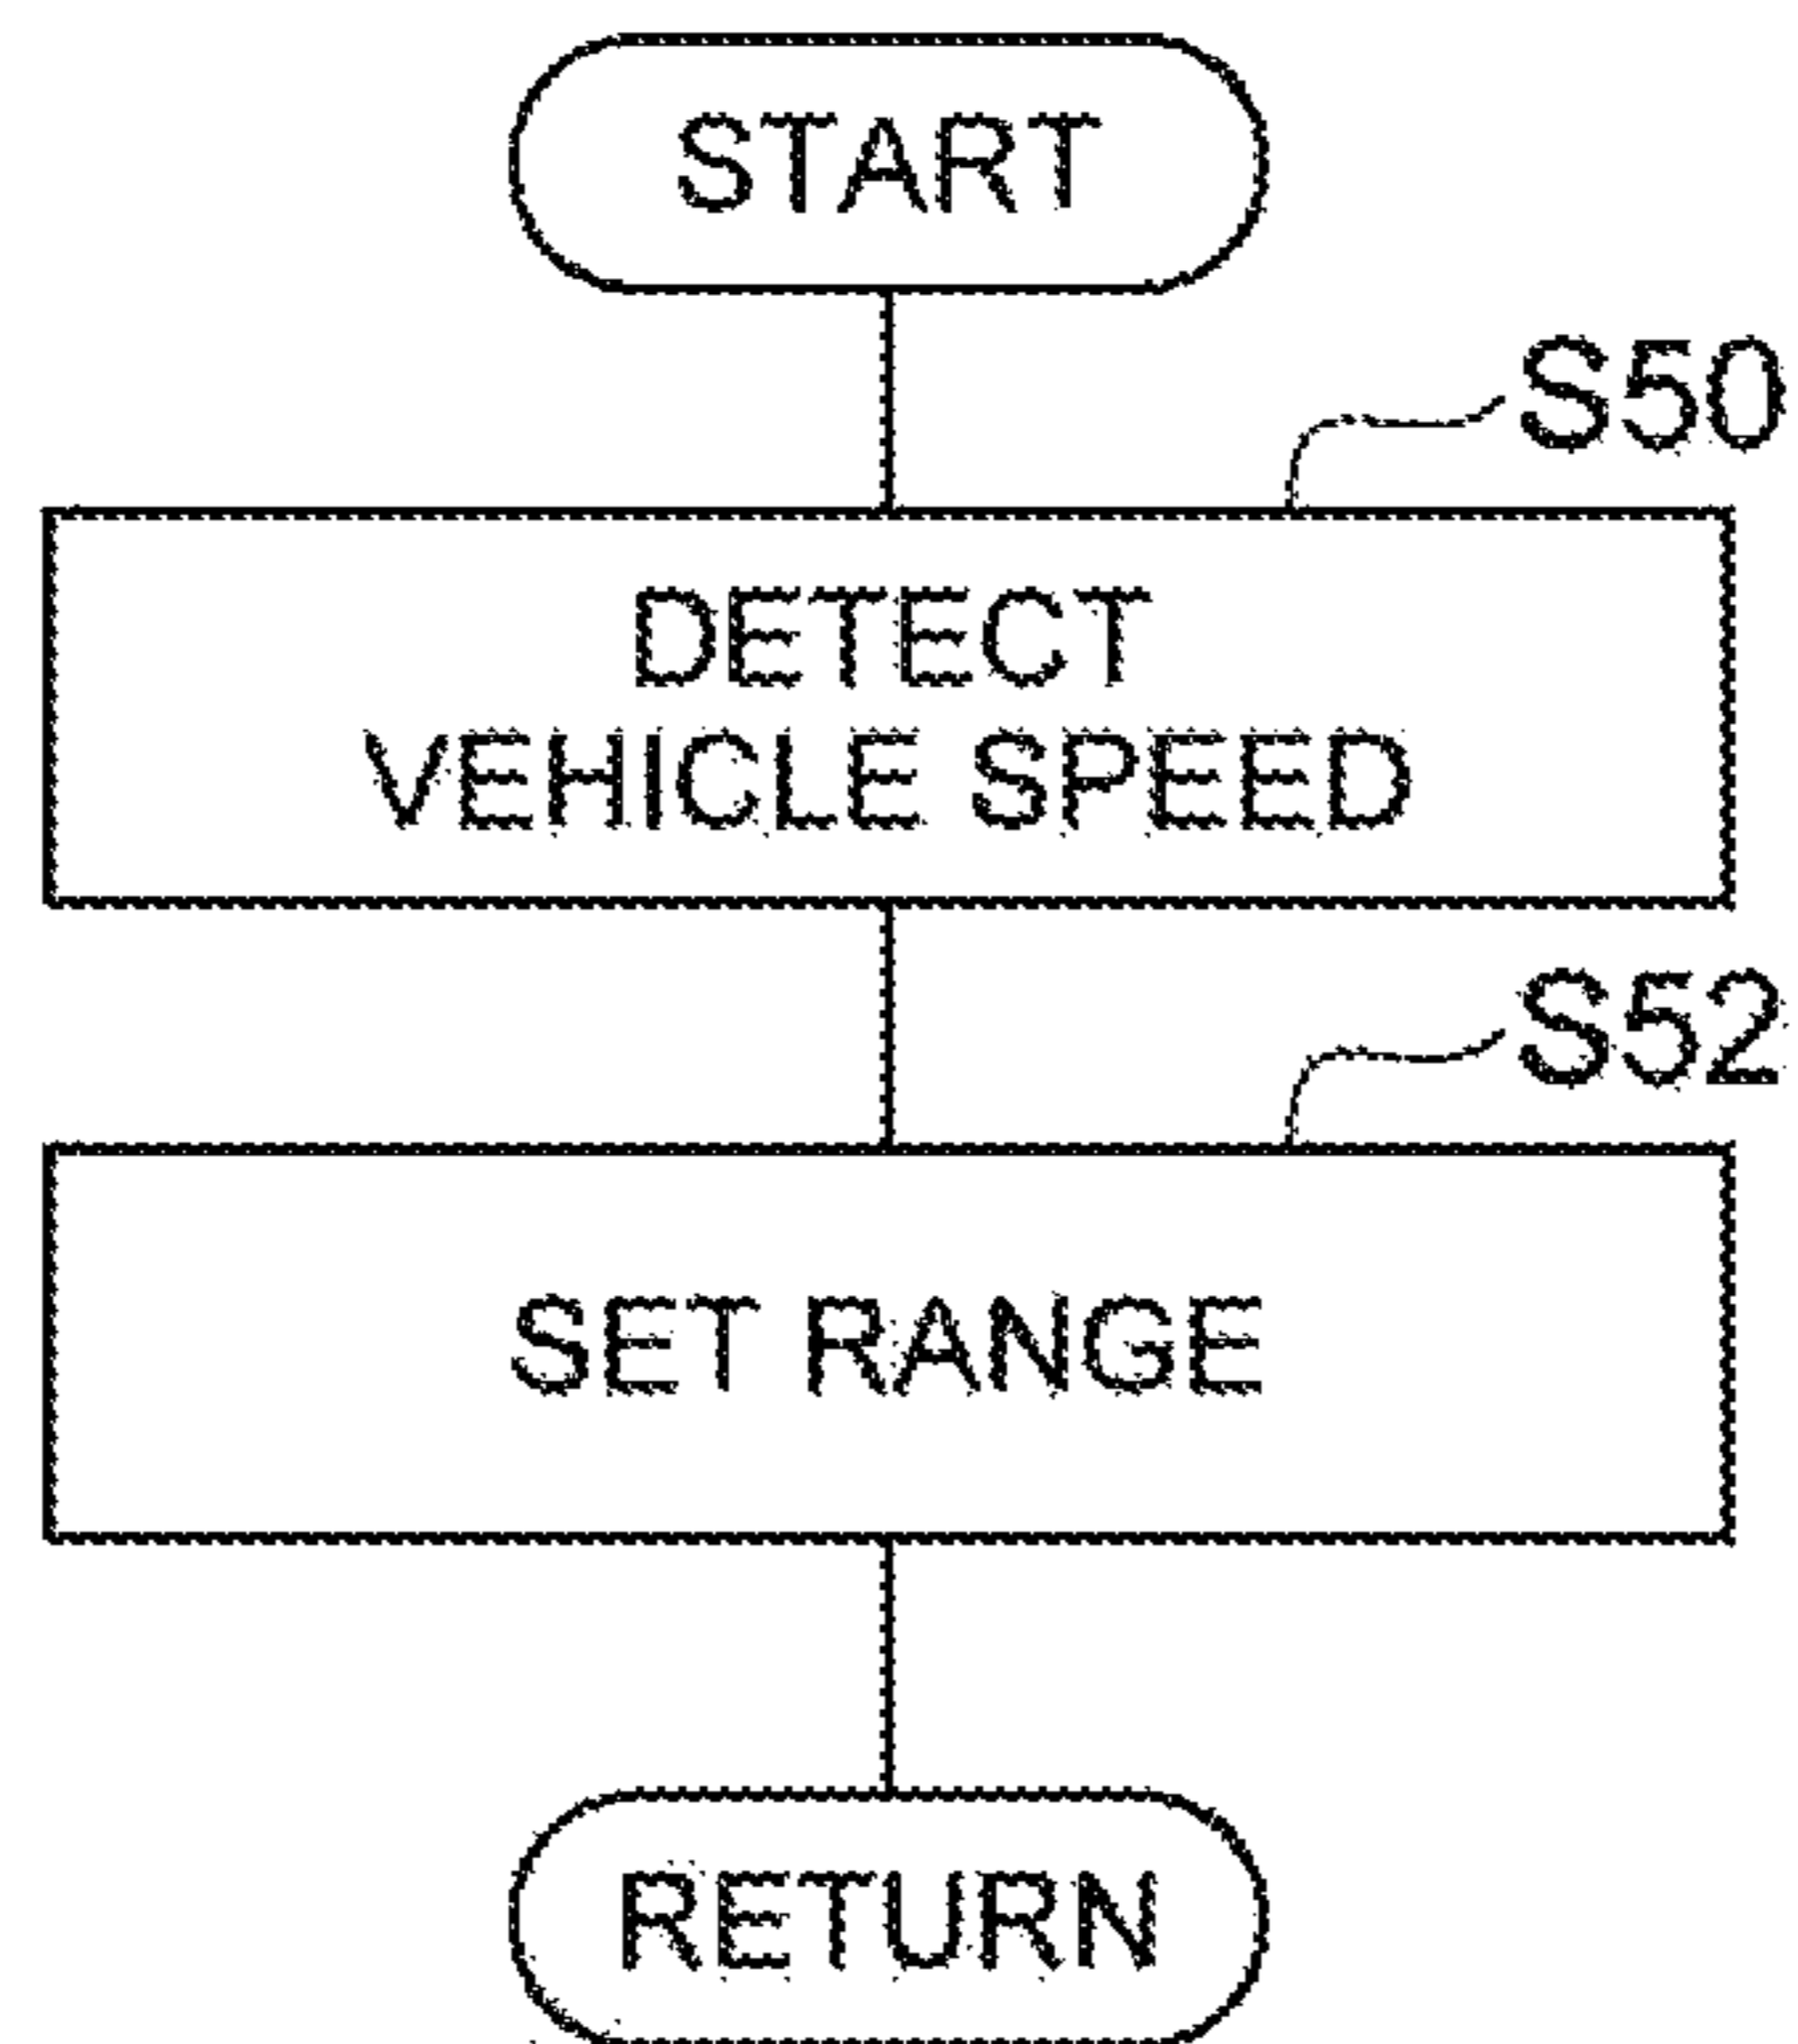 START
S50
DETECT
VEHICLE SPEED
S52
SET RANGE
RETURN